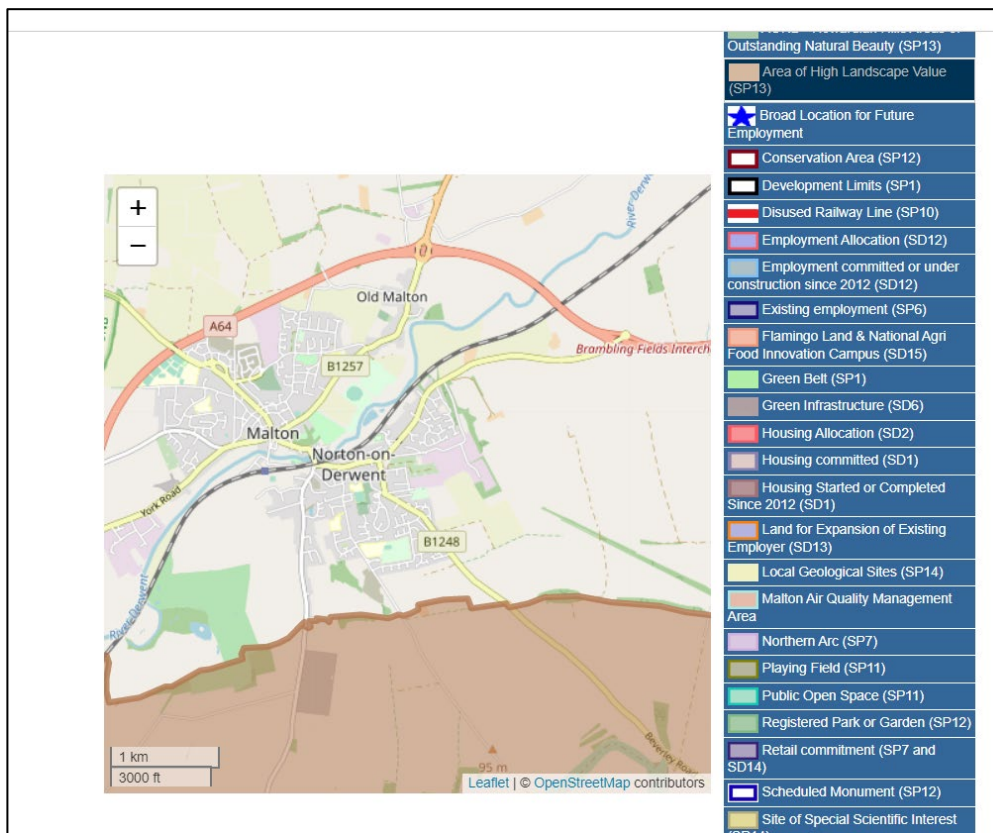 Outstanding Natural Beauty (SP13)
Area of High Landscape Value
(SP13)
Broad Location for Future
Employment
Conservation Area (SP12)
Development Limits (SP1)
Disused Railway Line (SP10)
Employment Allocation (SD12)
Employment committed or under
construction since 2012 (SD12)
Existing employment (SP6)
Flamingo Land & National Agri
Food Innovation Campus (SD15)
Green Belt (SP1)
Green Infrastructure (SD6)
Housing Allocation (SD2)
Housing committed (SD1)
Housing Started or Completed
Since 2012 (SD1)
Land for Expansion of Existing
Employer (SD13)
Local Geological Sites (SP14)
Malton Air Quality Management
Area
Northern Arc (SP7)
Playing Field (SP11)
Public Open Space (SP11)
Registered Park or Garden (SP12)
Retail commitment (SP7 and
SD14)
Scheduled Monument (SP12)
Site of Special Scientific Interest
+
−
River Derw
Old Malton
A64
Brambling Fields Interch
B1257
Malton
Norton-on-
Derwent
York Road
B1248
River Derwent
Beverley Road
95 m
1 km
3000 ft
Leaflet | © OpenStreetMap contributors